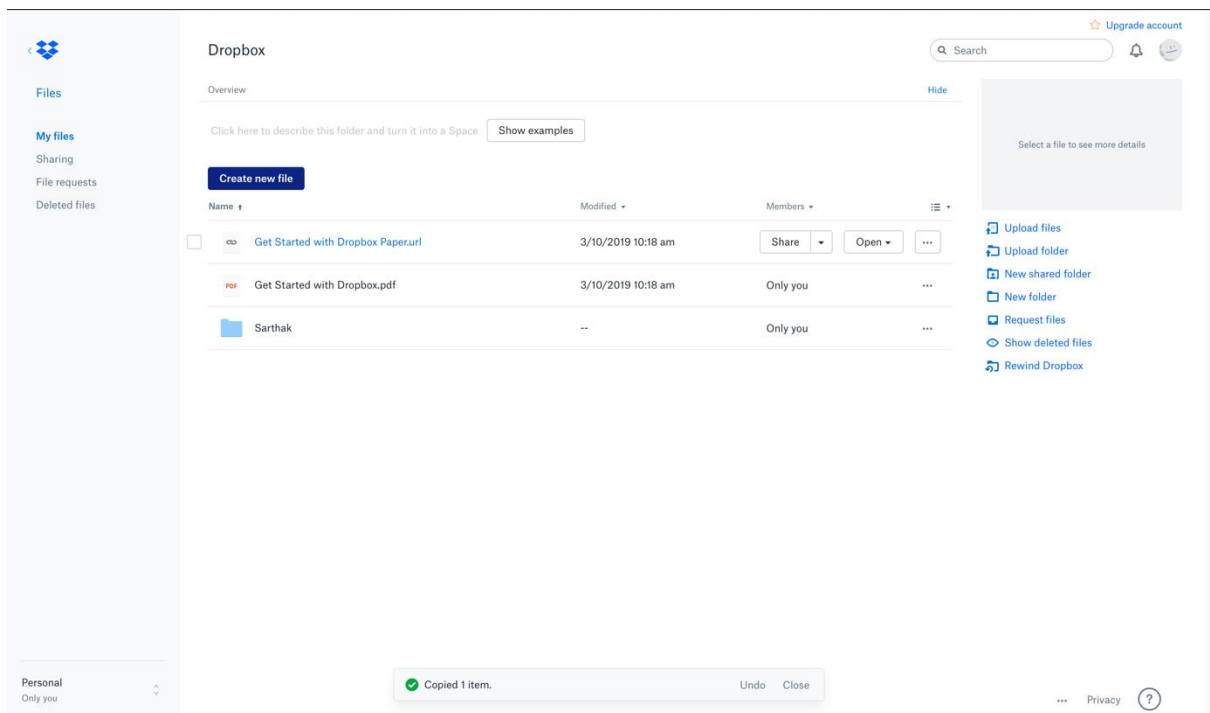 Upgrade account
Dropbox
Search
Files
Overview
Hide
Click here to describe this folder and turn it into a Space
Show examples
My files
Select a file to see more details
Sharing
File requests
Create new file
Deleted files
Name
Modified
Members
Upload files
Get Started with Dropbox Paper.url
3/10/2019 10:18 am
Share
Open
...
Upload folder
New shared folder
PDF
Get Started with Dropbox.pdf
3/10/2019 10:18 am
Only you
...
New folder
Request files
Sarthak
--
Only you
...
Show deleted files
Rewind Dropbox
Personal
Only you
Copied 1 item.
Undo
Close
...
Privacy
?